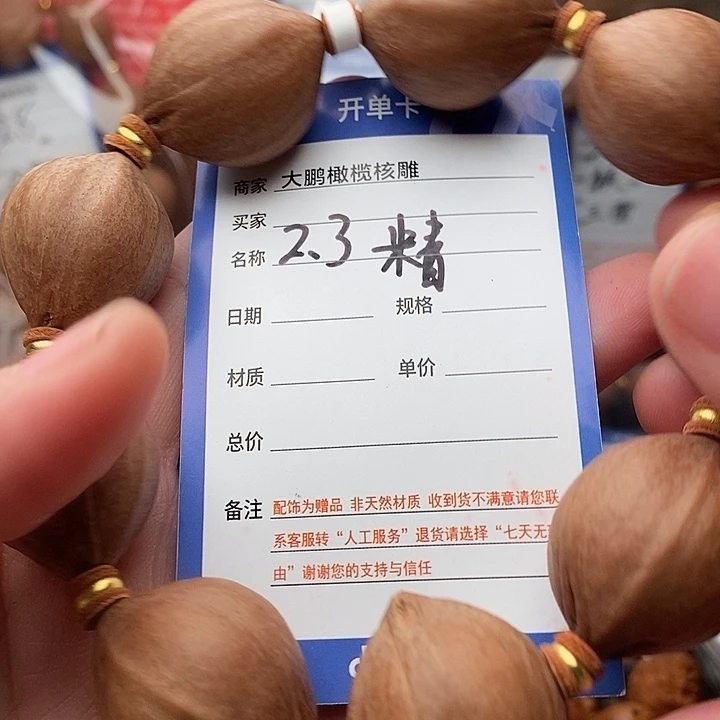 开单卡
商家 大鹏橄榄核雕
买家
名称 2.3 精
日期 规格
材质 单价
总价
备注 配饰为赠品 非天然材质 收到货不满意请您联
系客服转“人工服务”退货请选择“七天无
由”谢谢您的支持与信任